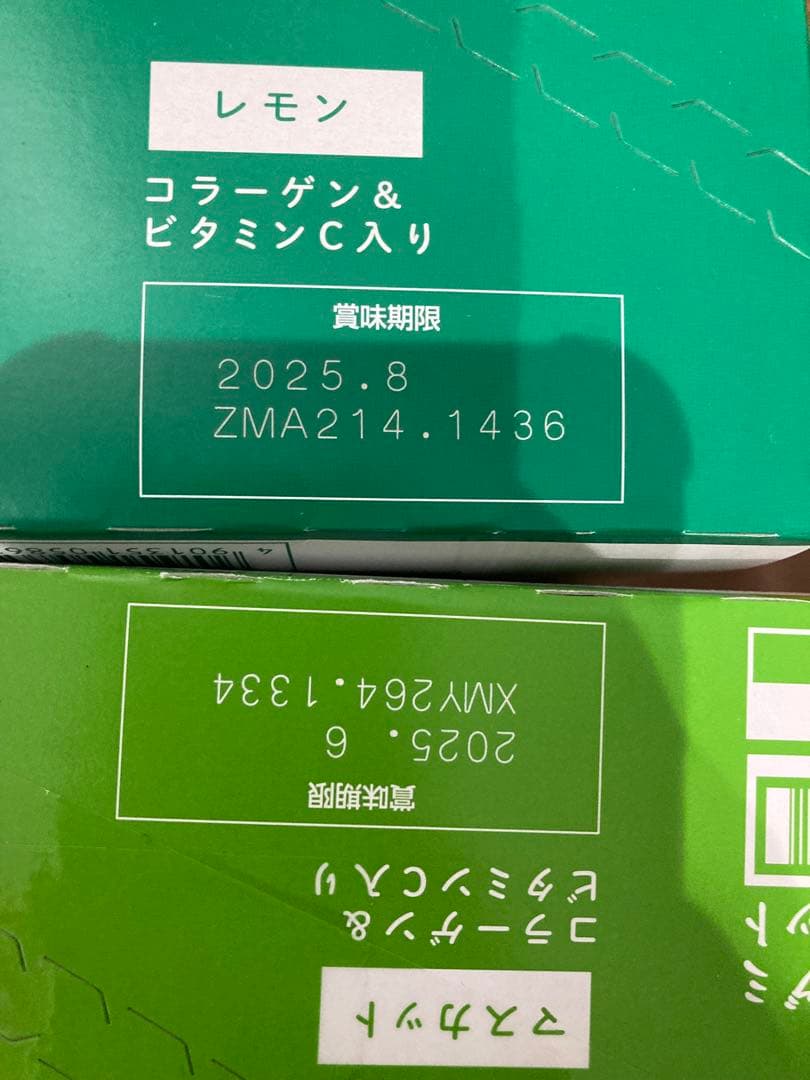 レモン
コラーゲン&
ビタミンC入り
賞味期限
2025.8
ZMA214.1436
マスカット
コラーゲン&
ビタミンC入り
賞味期限
2025.6
XMY264.1334